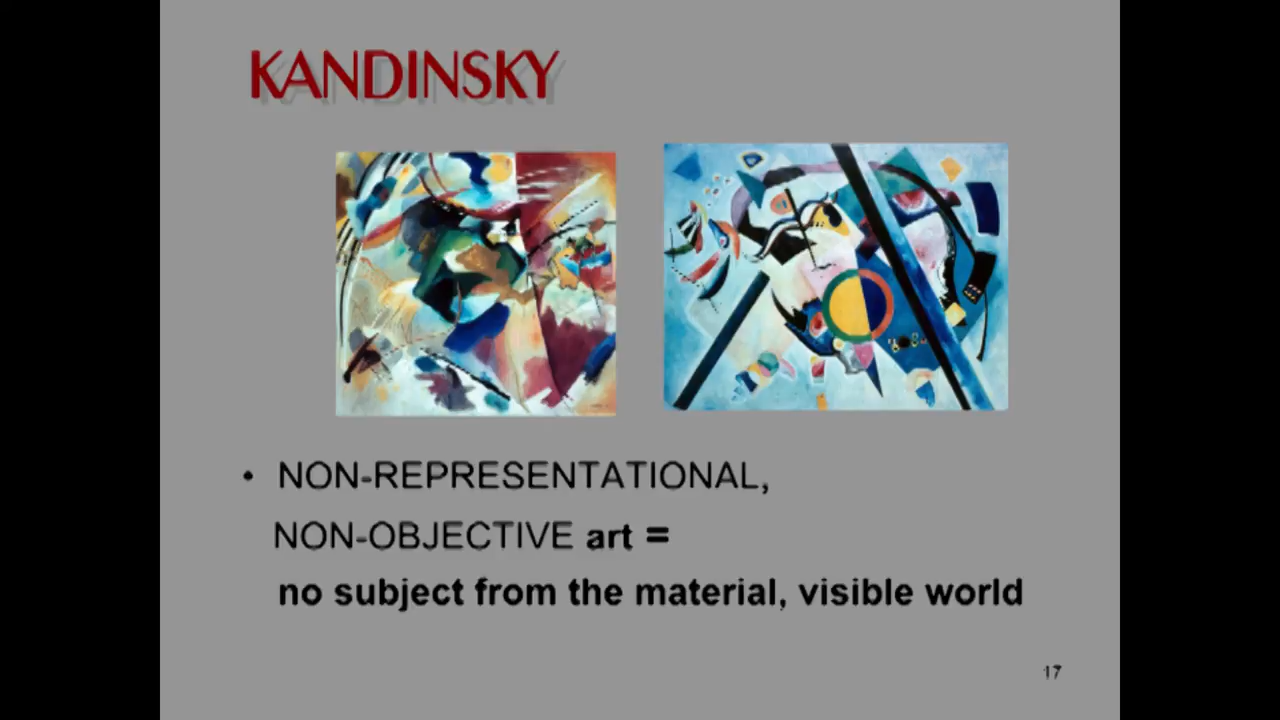 KANDINSKY
• NON-REPRESENTATIONAL,
NON-OBJECTIVE art =
no subject from the material, visible world
17